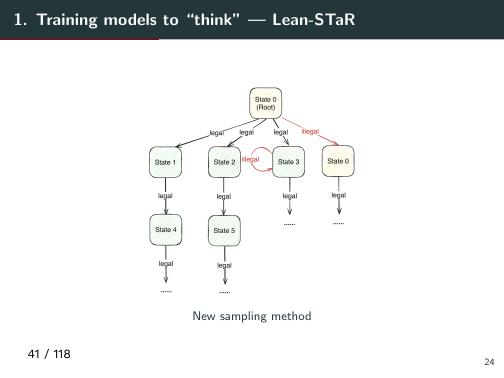 1. Training models to “think” — Lean-STaR
State 0
(Root)
legal
legal
legal
illegal
State 1
State 2
illegal
State 3
State 0
legal
legal
legal
legal
State 4
State 5
......
......
legal
legal
......
......
New sampling method
41 / 118
24